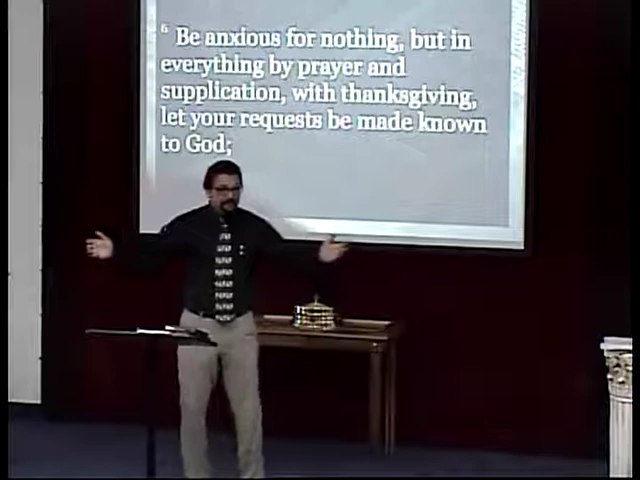 ⁶ Be anxious for nothing, but in
everything by prayer and
supplication, with thanksgiving,
let your requests be made known
to God;